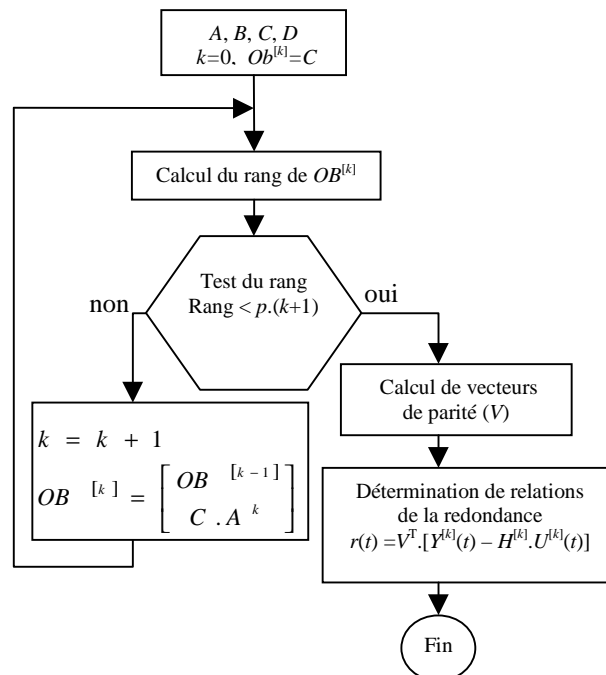 A, B, C, D
k=0, Ob^[k]=C
Calcul du rang de OB^[k]
Test du rang
Rang < p.(k+1)
non
oui
k = k + 1
OB^[k] = [ OB^[k-1]
C . A^k ]
Calcul de vecteurs
de parité (V)
Détermination de relations
de la redondance
r(t) =V^T.[Y^[k](t) – H^[k].U^[k](t)]
Fin